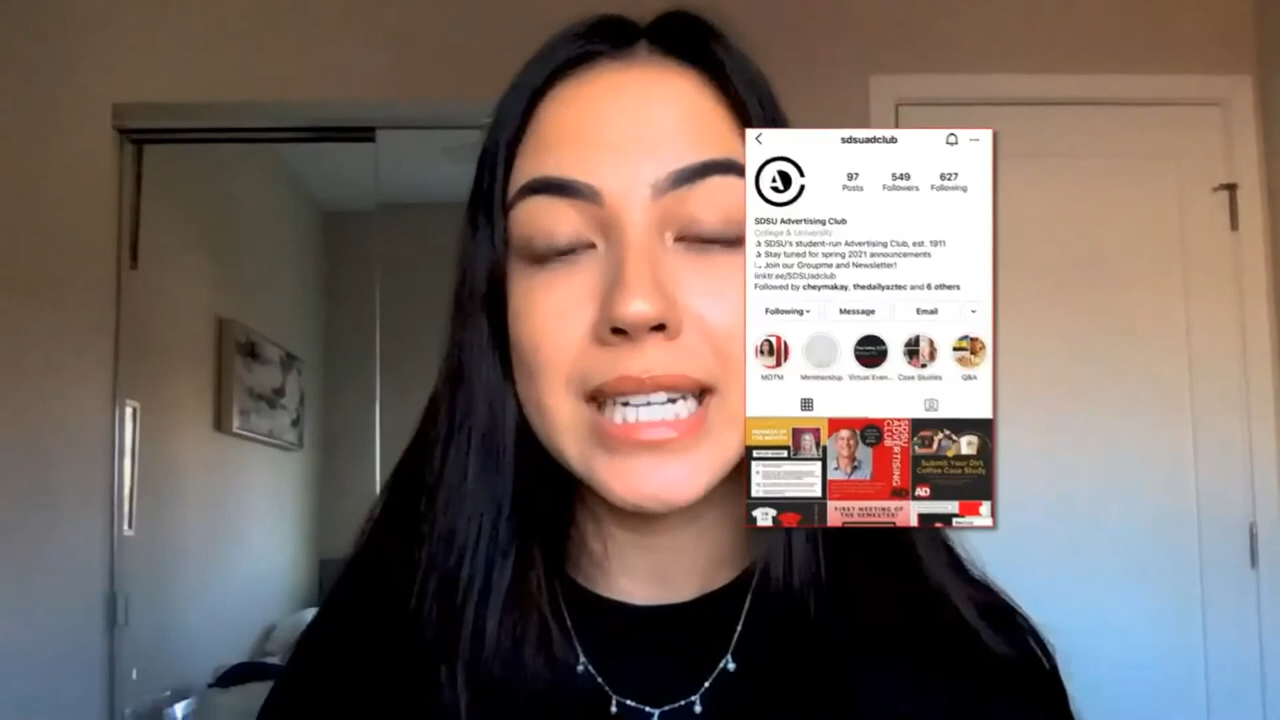 sdsuadclub
97
549
627
Posts
Followers
Following
SDSU Advertising Club
College & University
SDSU's student-run Advertising Club, est. 1911
Stay tuned for spring 2021 announcements
Join our Groupme and Newsletter!
linktr.ee/SDSUadclub
Followed by cheymakay, thedailyaztec and 6 others
Following
Message
Email
MOTM
Membership
Virtual Even...
Case Studies
Q&A
MEMBER OF
THE MONTH
SDSU
ADVERTISING
CLUB
Submit Your Dirt
Coffee Case Study
AD
AD
FIRST MEETING OF
THE SEMESTER!